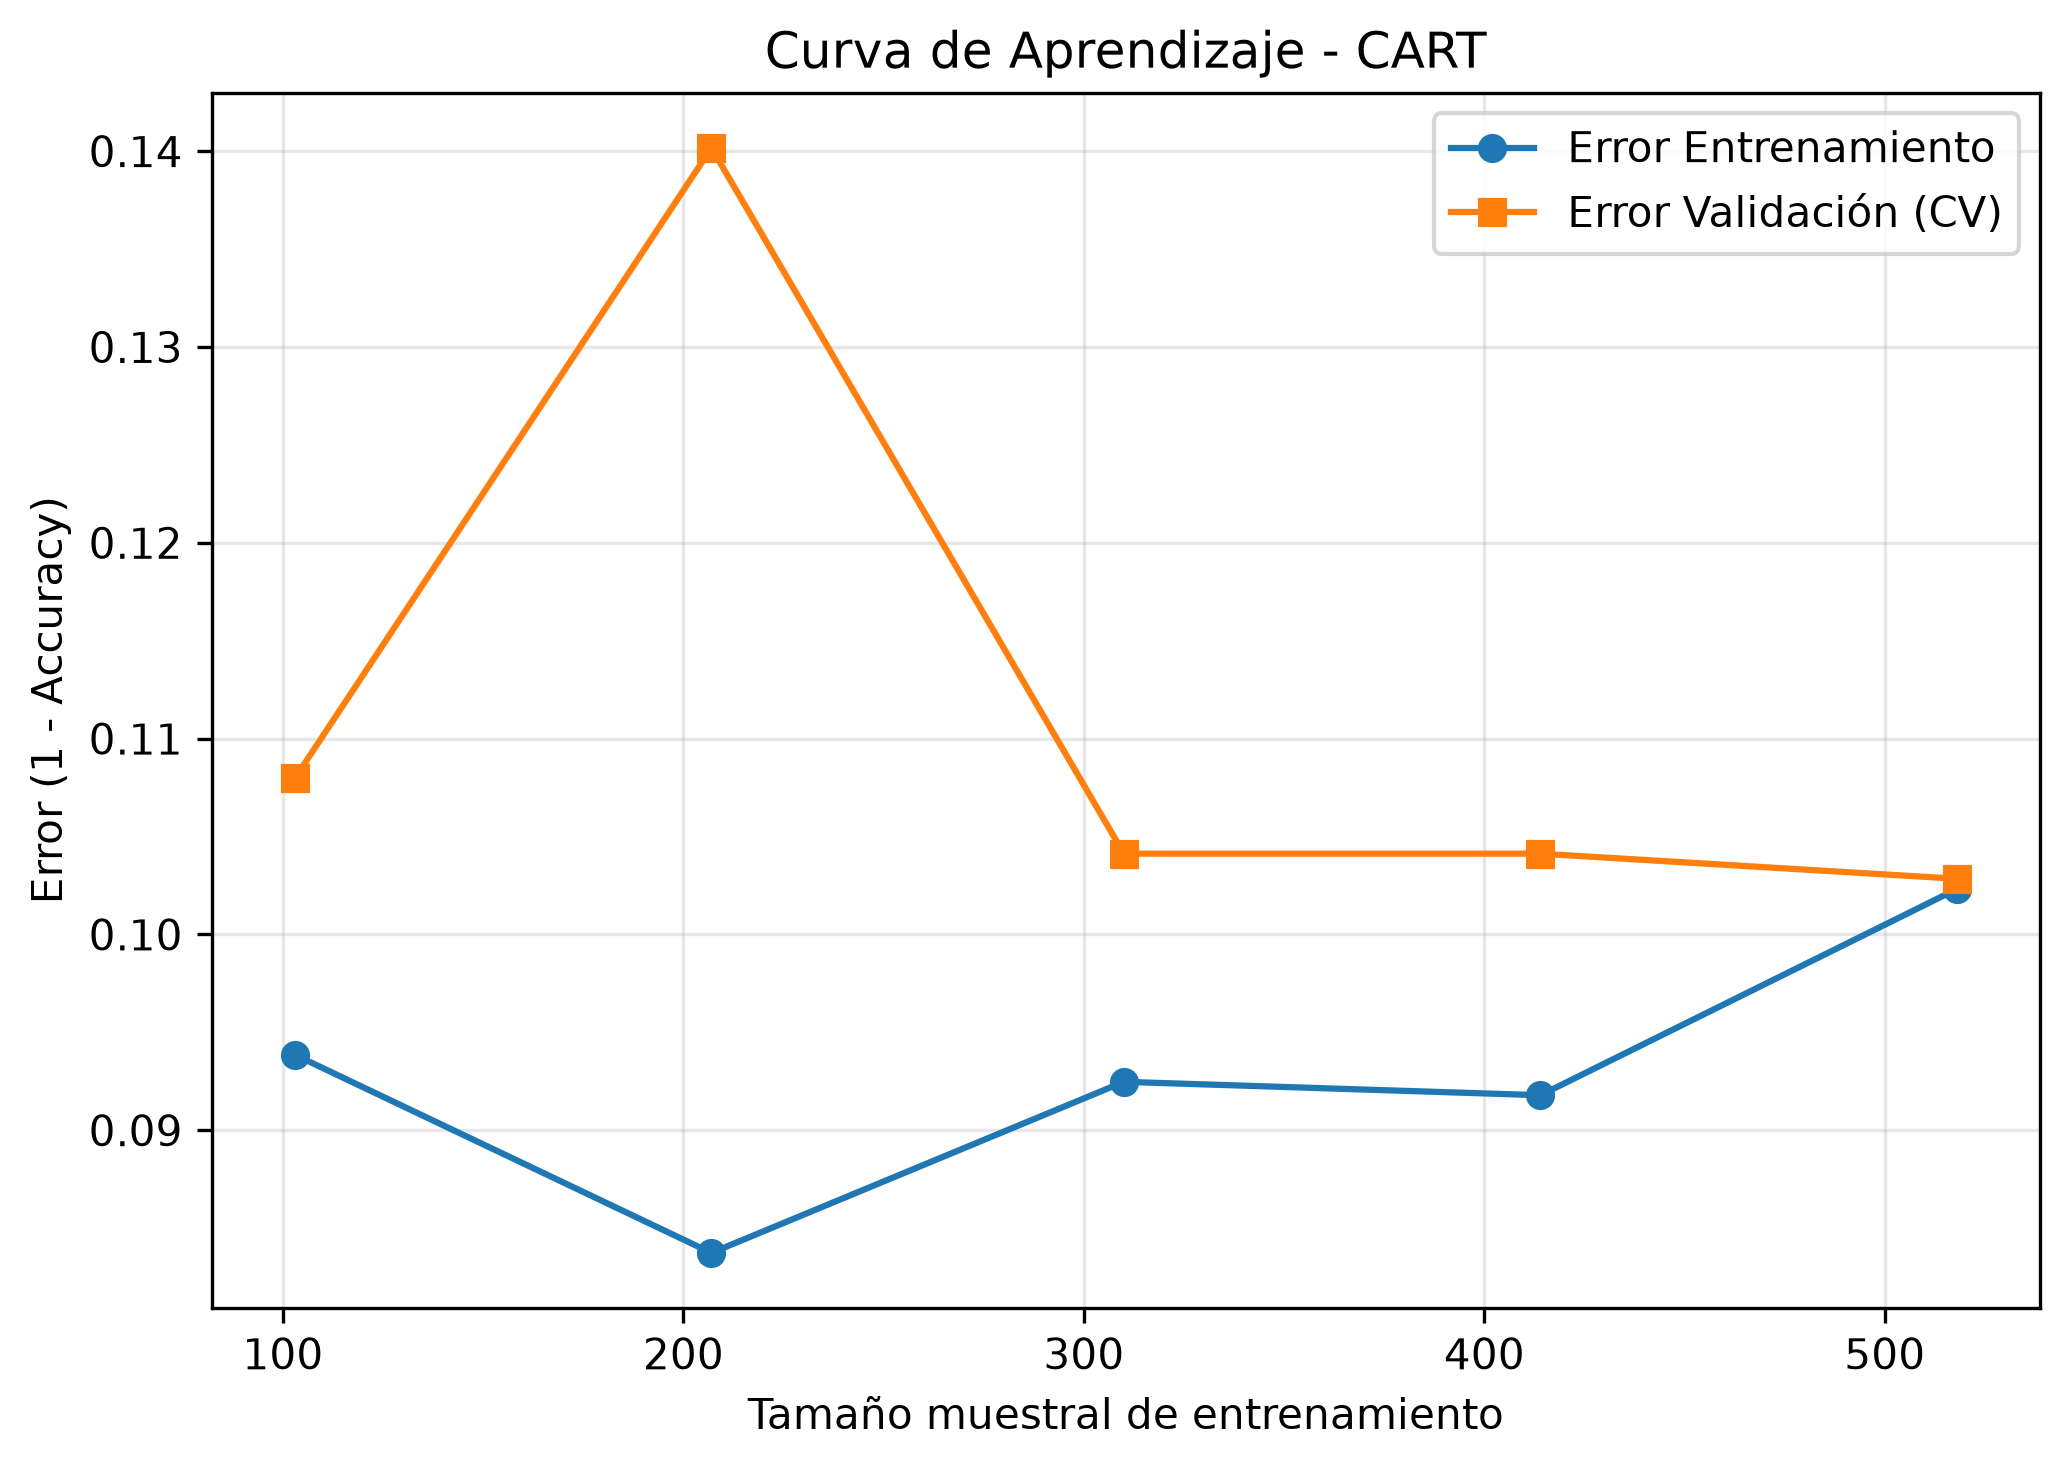 Curva de Aprendizaje - CART
Error Entrenamiento
Error Validación (CV)
Error (1 - Accuracy)
0.14
0.13
0.12
0.11
0.10
0.09
100 200 300 400 500
Tamaño muestral de entrenamiento